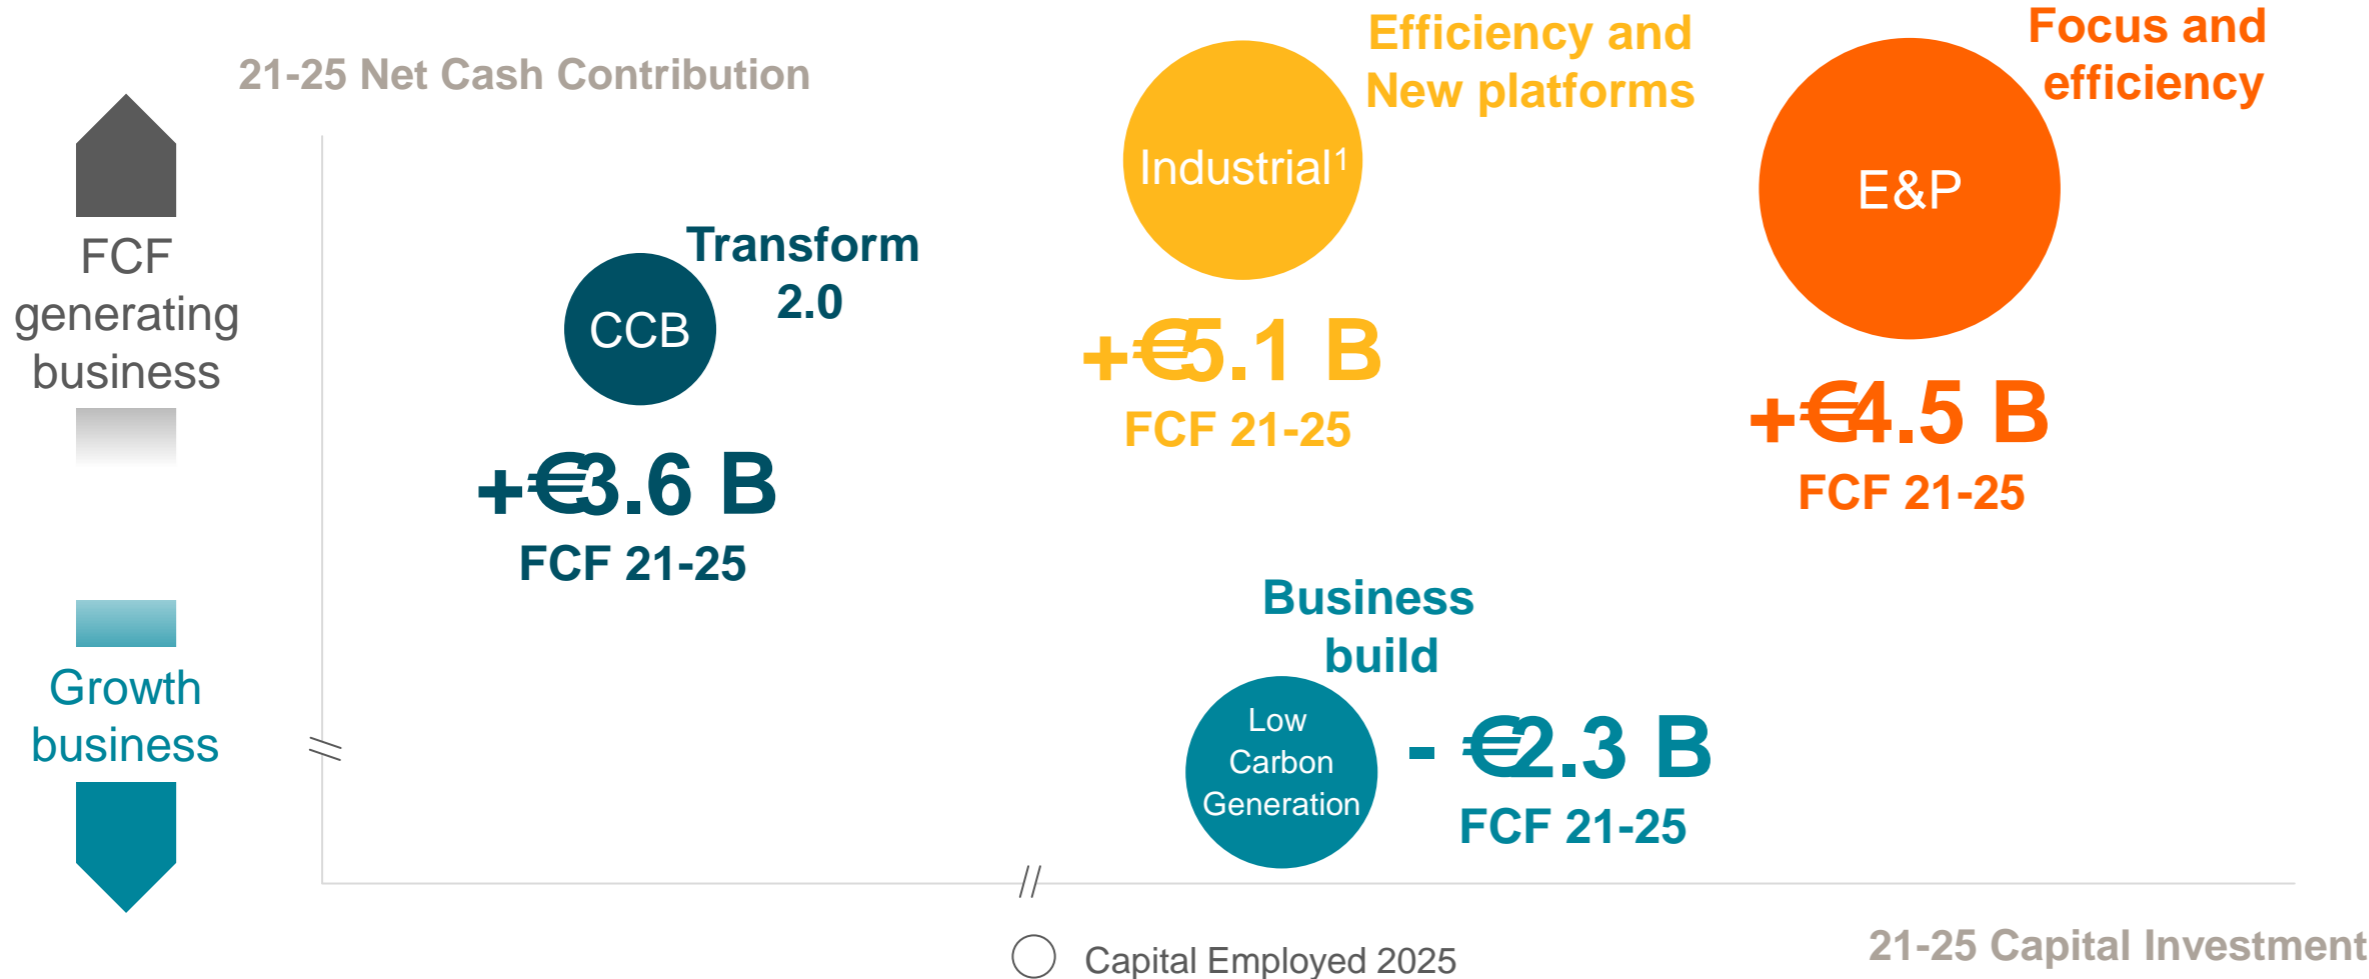 21-25 Net Cash Contribution
FCF
generating
business
Growth
business
CCB
Transform
2.0
+€3.6 B
FCF 21-25
Industrial¹
Efficiency and
New platforms
+€5.1 B
FCF 21-25
E&P
Focus and
efficiency
+€4.5 B
FCF 21-25
Business
build
Low
Carbon
Generation
- €2.3 B
FCF 21-25
Capital Employed 2025
21-25 Capital Investment